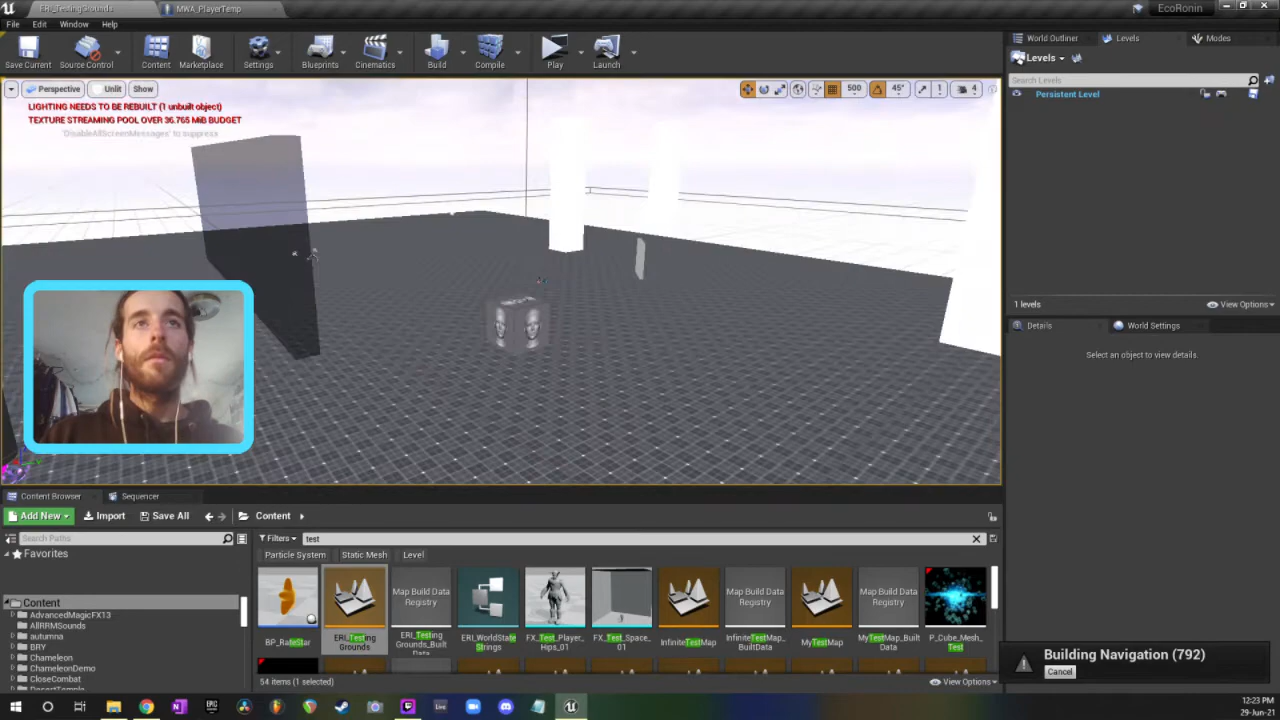 ERI_TestingGrounds
MWA_PlayerTemp
EcoRonin
File Edit Window Help
Save Current
Source Control
Content
Marketplace
Settings
Blueprints
Cinematics
Build
Compile
Play
Launch
World Outliner
Levels
Modes
Levels
Search Levels
Persistent Level
Perspective
Unlit
Show
500
45°
1
4
LIGHTING NEEDS TO BE REBUILT (1 unbuilt object)
TEXTURE STREAMING POOL OVER 36.765 MiB BUDGET
'DisableAllScreenMessages' to suppress
1 levels
View Options
Details
World Settings
Select an object to view details.
Content Browser
Sequencer
Add New
Import
Save All
Content
Search Paths
Favorites
Content
AdvancedMagicFX13
AllRRMSounds
autumna
BRY
Chameleon
ChameleonDemo
CloseCombat
DesertTemple
Filters
test
Particle System
Static Mesh
Level
BP_RateStar
ERI_Testing
Grounds
Map Build Data
Registry
ERI_Testing
Grounds_Built
Data
ERI_WorldState
Strings
FX_Test_Player_
Hips_01
FX_Test_Space_
01
InfiniteTestMap
Map Build Data
Registry
InfiniteTestMap_
BuiltData
MyTestMap
Map Build Data
Registry
MyTestMap_Built
Data
P_Cube_Mesh_
Test
54 items (1 selected)
View Options
Building Navigation (792)
Cancel
Live
12:23 PM
29-Jun-21